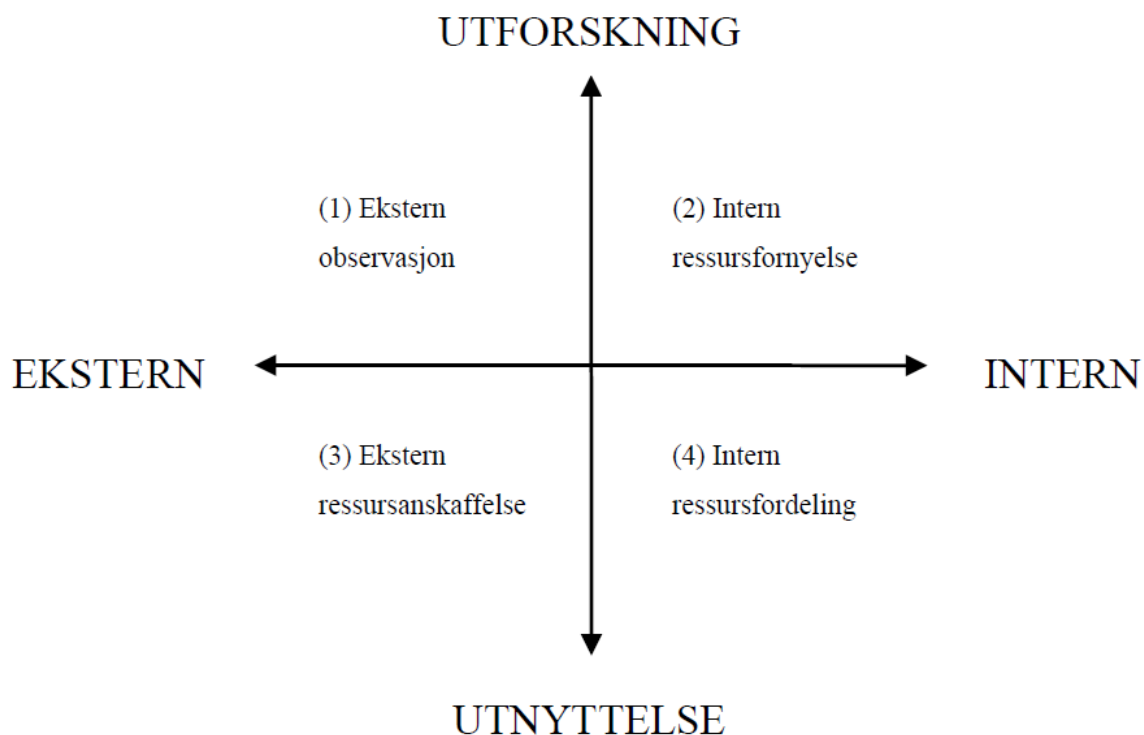 UTFORSKNING
(1) Ekstern
observasjon
(2) Intern
ressursfornyelse
EKSTERN
INTERN
(3) Ekstern
ressursanskaffelse
(4) Intern
ressursfordeling
UTNYTTELSE